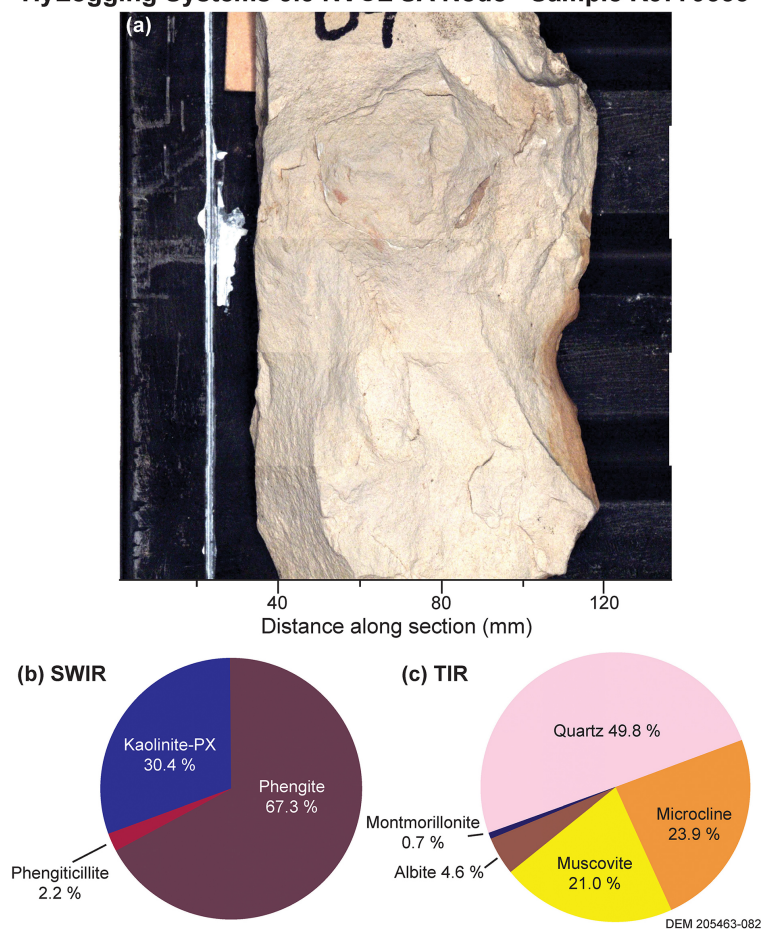 (a)
40
80
120
Distance along section (mm)
(b) SWIR
Kaolinite-PX
30.4 %
Phengite
67.3 %
Phengiticillite
2.2 %
(c) TIR
Quartz 49.8 %
Microcline
23.9 %
Muscovite
21.0 %
Albite 4.6 %
Montmorillonite
0.7 %
DEM 205463-082